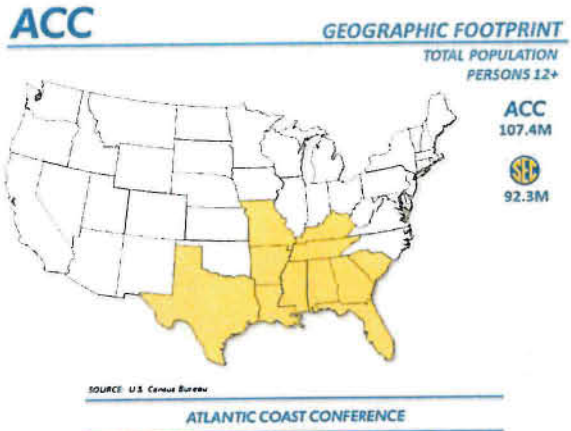 ACC
GEOGRAPHIC FOOTPRINT
TOTAL POPULATION
PERSONS 12+
ACC
107.4M
SEC
92.3M
SOURCE: U.S. Census Bureau
ATLANTIC COAST CONFERENCE